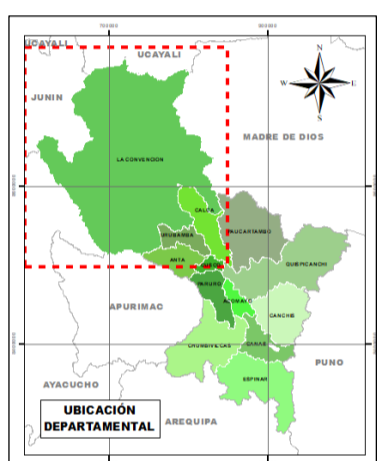 UCAYALI
UCAYALI
N
W
E
S
JUNIN
MADRE DE DIOS
LA CONVENCION
CALCA
PAUCARTAMBO
URUBAMBA
QUISPICANCHI
ANTA
CUSCO
PARURO
ACOMAYO
APURIMAC
CANCHIS
CHUMBIVILCAS
CANAS
PUNO
ESPINAR
AYACUCHO
AREQUIPA
UBICACIÓN
DEPARTAMENTAL